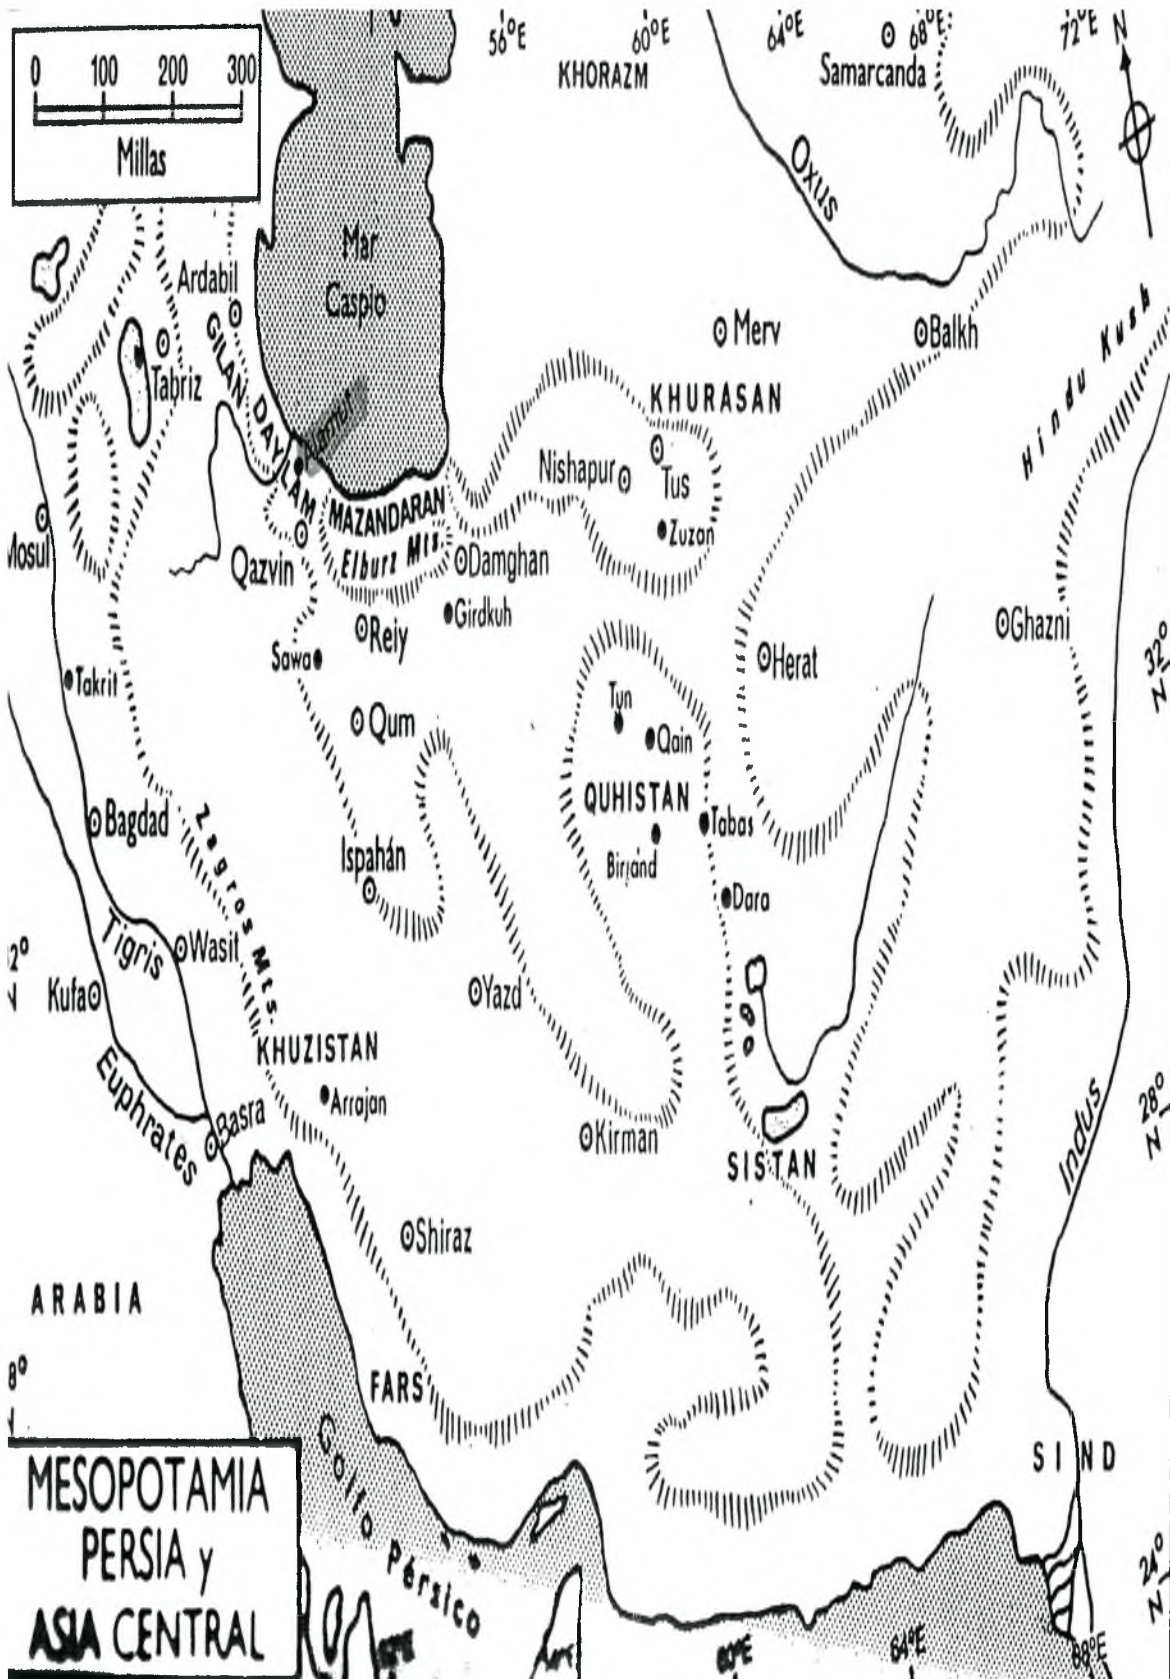 0 100 200 300
Millas
56°E
60°E
64°E
68°E
72°E
N
KHORAZM
Samarcanda
Oxus
Mar
Caspio
Ardabil
GILAN
Tabriz
DAYLAM
Merv
Balkh
Hindu Kush
KHURASAN
Nishapur
Tus
Zuzan
MAZANDARAN
Elburz Mts.
Mosul
Qazvin
Damghan
Girdkuh
Reiy
Sawa
Herat
Ghazni
32°
N
Takrit
Qum
Tun
Qain
QUHISTAN
Tabas
Birjand
Bagdad
Zagros Mts.
Ispahán
Dara
Tigris
Wasit
Kufa
2°
Yazd
KHUZISTAN
Arrajan
Euphrates
Basra
Kirman
SISTAN
Indus
28°
N
Shiraz
ARABIA
8°
FARS
Golfo Pérsico
SIND
MESOPOTAMIA
PERSIA y
ASIA CENTRAL
64°E
68°E
24°
N